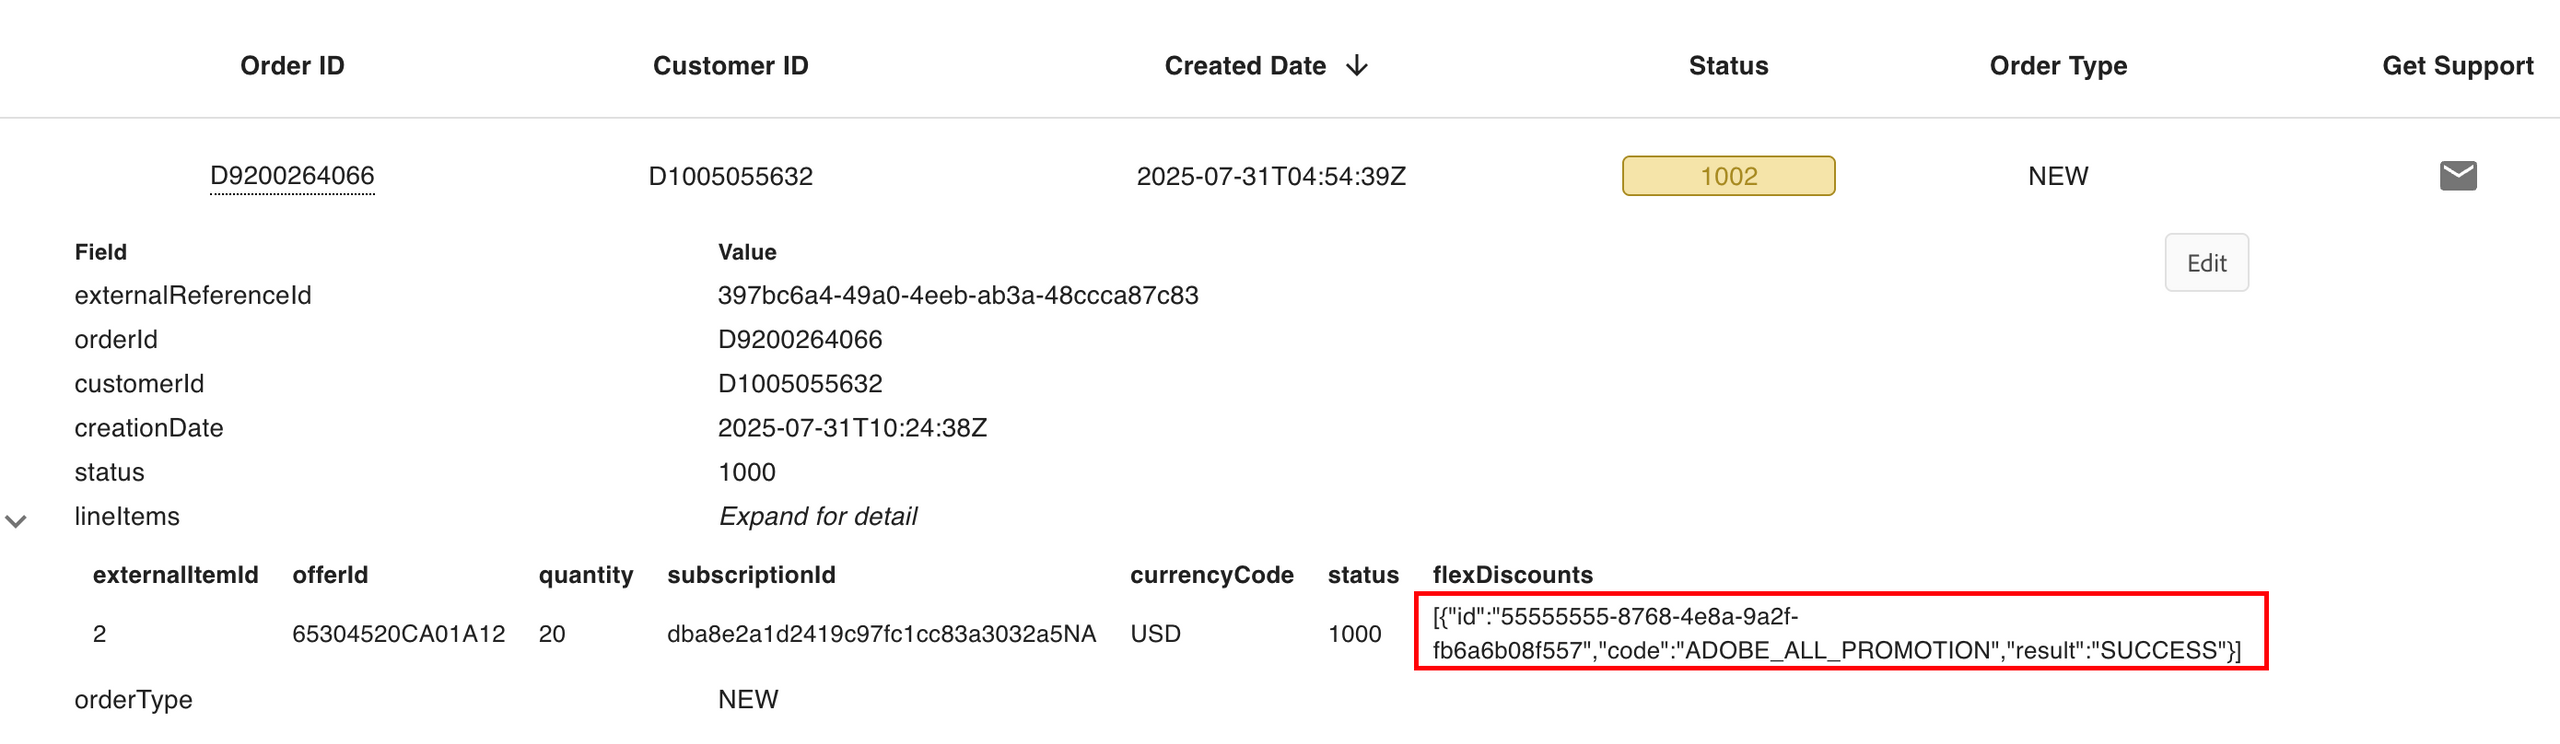 Order ID Customer ID Created Date Status Order Type Get Support
D9200264066 D1005055632 2025-07-31T04:54:39Z 1002 NEW
Field Value Edit
externalReferenceId 397bc6a4-49a0-4eeb-ab3a-48ccca87c83
orderId D9200264066
customerId D1005055632
creationDate 2025-07-31T10:24:38Z
status 1000
lineItems Expand for detail
externalItemId offerId quantity subscriptionId currencyCode status flexDiscounts
2 65304520CA01A12 20 dba8e2a1d2419c97fc1cc83a3032a5NA USD 1000 [{"id":"55555555-8768-4e8a-9a2f-
fb6a6b08f557","code":"ADOBE_ALL_PROMOTION","result":"SUCCESS"}]
orderType NEW